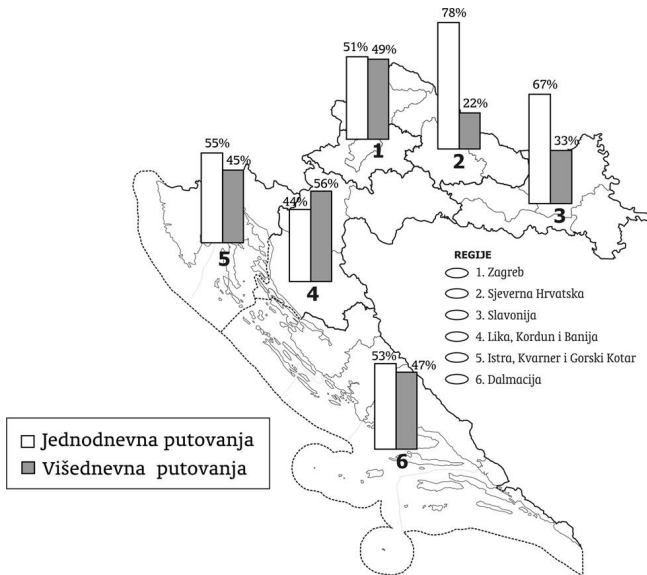 78%
51% 49%
67%
22%
33%
1
2
3
55%
45%
44% 56%
5
4
REGIJE
1. Zagreb
2. Sjeverna Hrvatska
3. Slavonija
4. Lika, Kordun i Banija
5. Istra, Kvarner i Gorski Kotar
6. Dalmacija
53% 47%
6
Jednodnevna putovanja
Višednevna putovanja